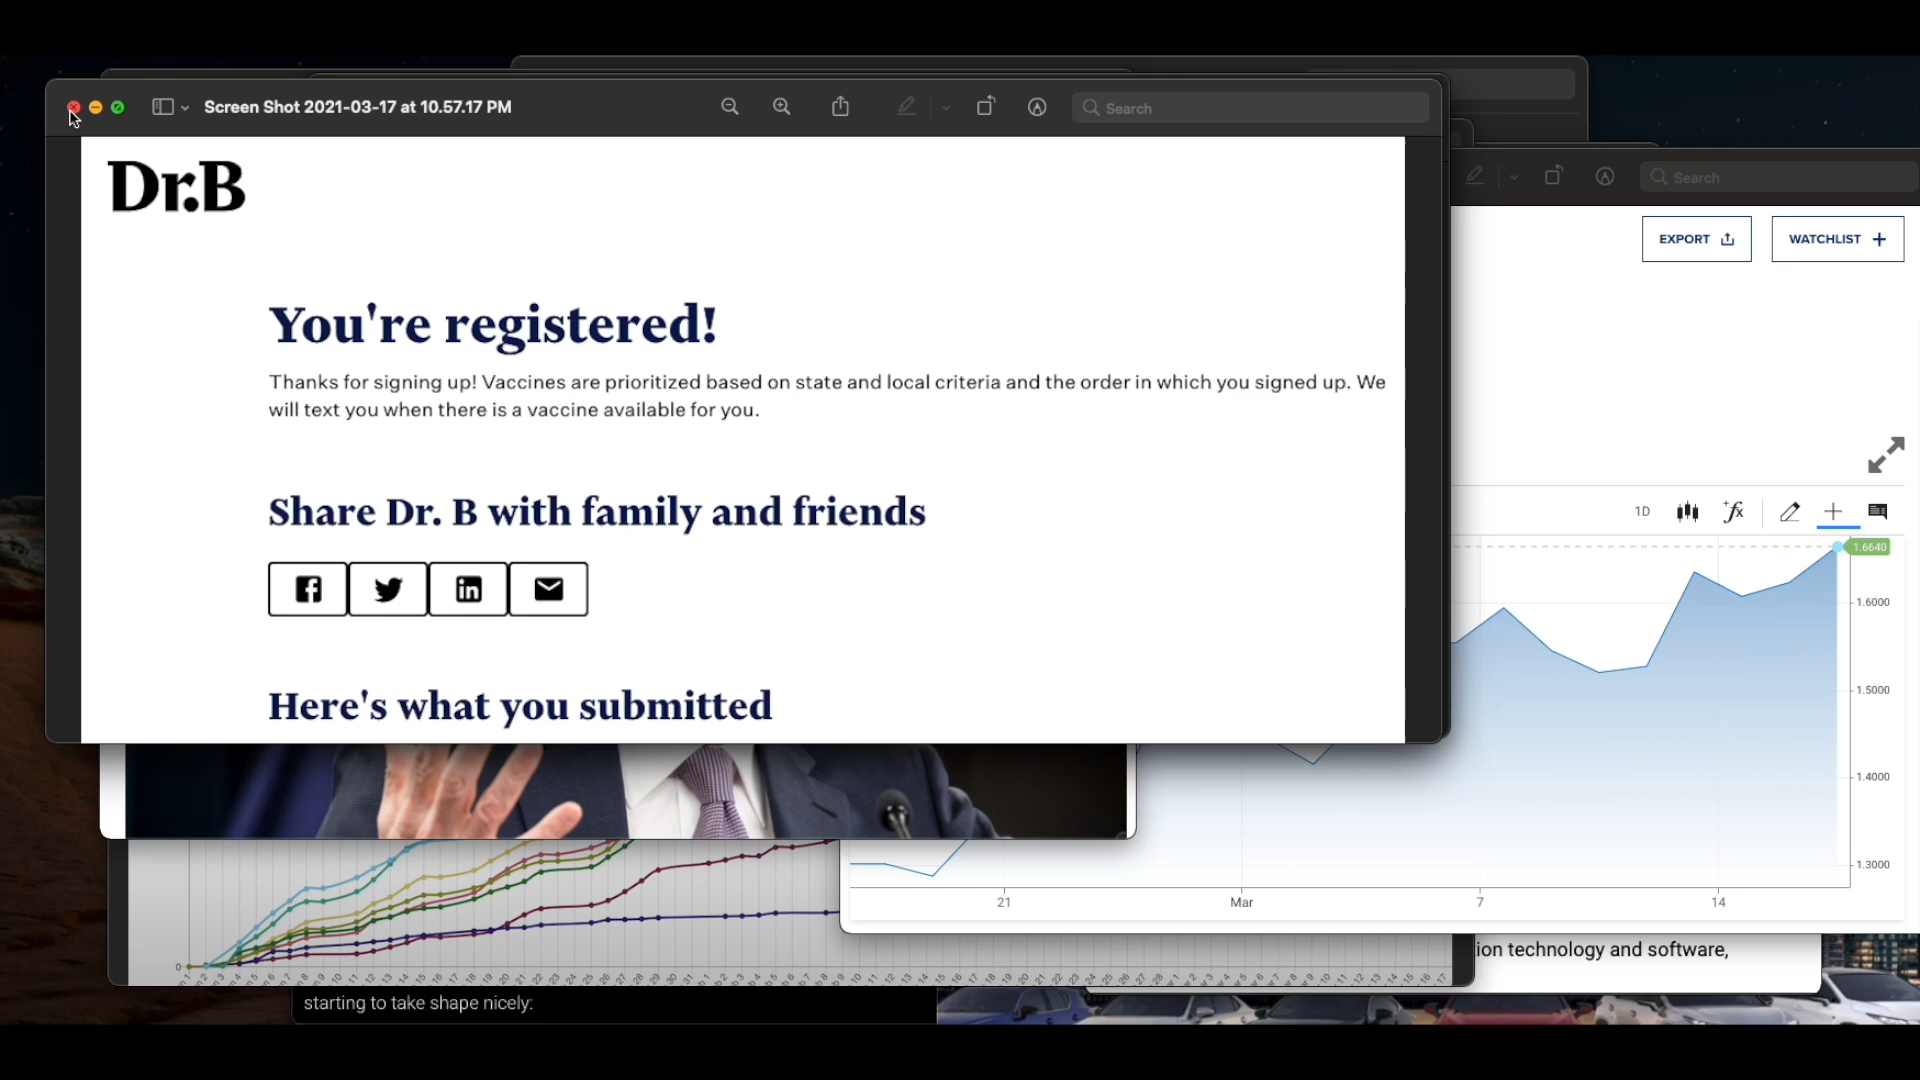 Screen Shot 2021-03-17 at 10.57.17 PM
Search
Search
Dr.B
EXPORT
WATCHLIST
You're registered!
Thanks for signing up! Vaccines are prioritized based on state and local criteria and the order in which you signed up. We
will text you when there is a vaccine available for you.
Share Dr. B with family and friends
Here's what you submitted
1D
1.6640
1.6000
1.5000
1.4000
1.3000
21
Mar
7
14
0
ion technology and software,
starting to take shape nicely: